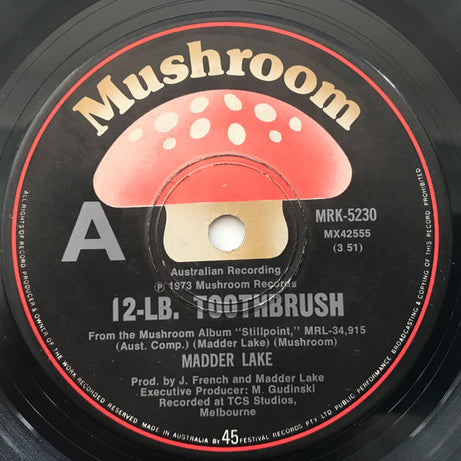 Mushroom
A
MRK-5230
MX42555
(3 51)
Australian Recording
℗ 1973 Mushroom Records
12-LB. TOOTHBRUSH
From the Mushroom Album "Stillpoint," MRL-34,915
(Aust. Comp.) (Madder Lake) (Mushroom)
MADDER LAKE
Prod. by J. French and Madder Lake
Executive Producer: M. Gudinski
Recorded at TCS Studios,
Melbourne
ALL RIGHTS OF RECORD PRODUCER & OWNER OF THE WORK RECORDED RESERVED. MADE IN AUSTRALIA BY 45 FESTIVAL RECORDS PTY LTD PUBLIC PERFORMANCE, BROADCASTING & COPYING OF THIS RECORD PROHIBITED